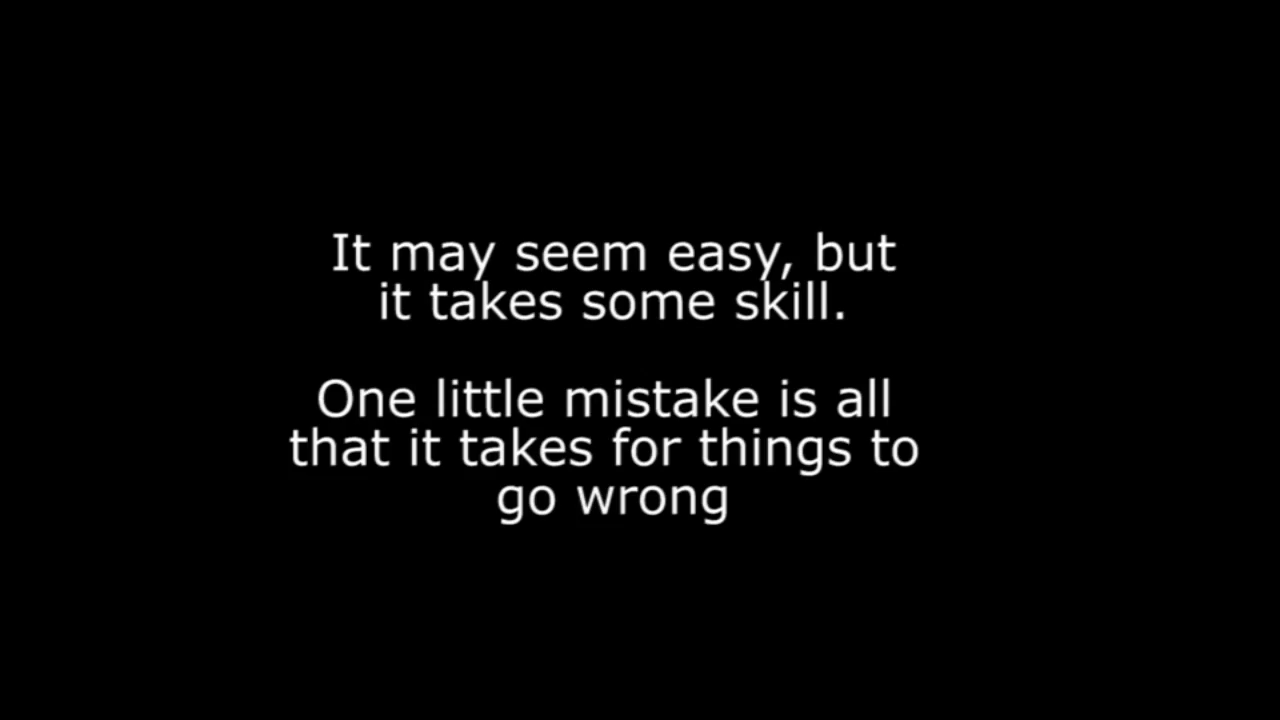 It may seem easy, but
it takes some skill.
One little mistake is all
that it takes for things to
go wrong